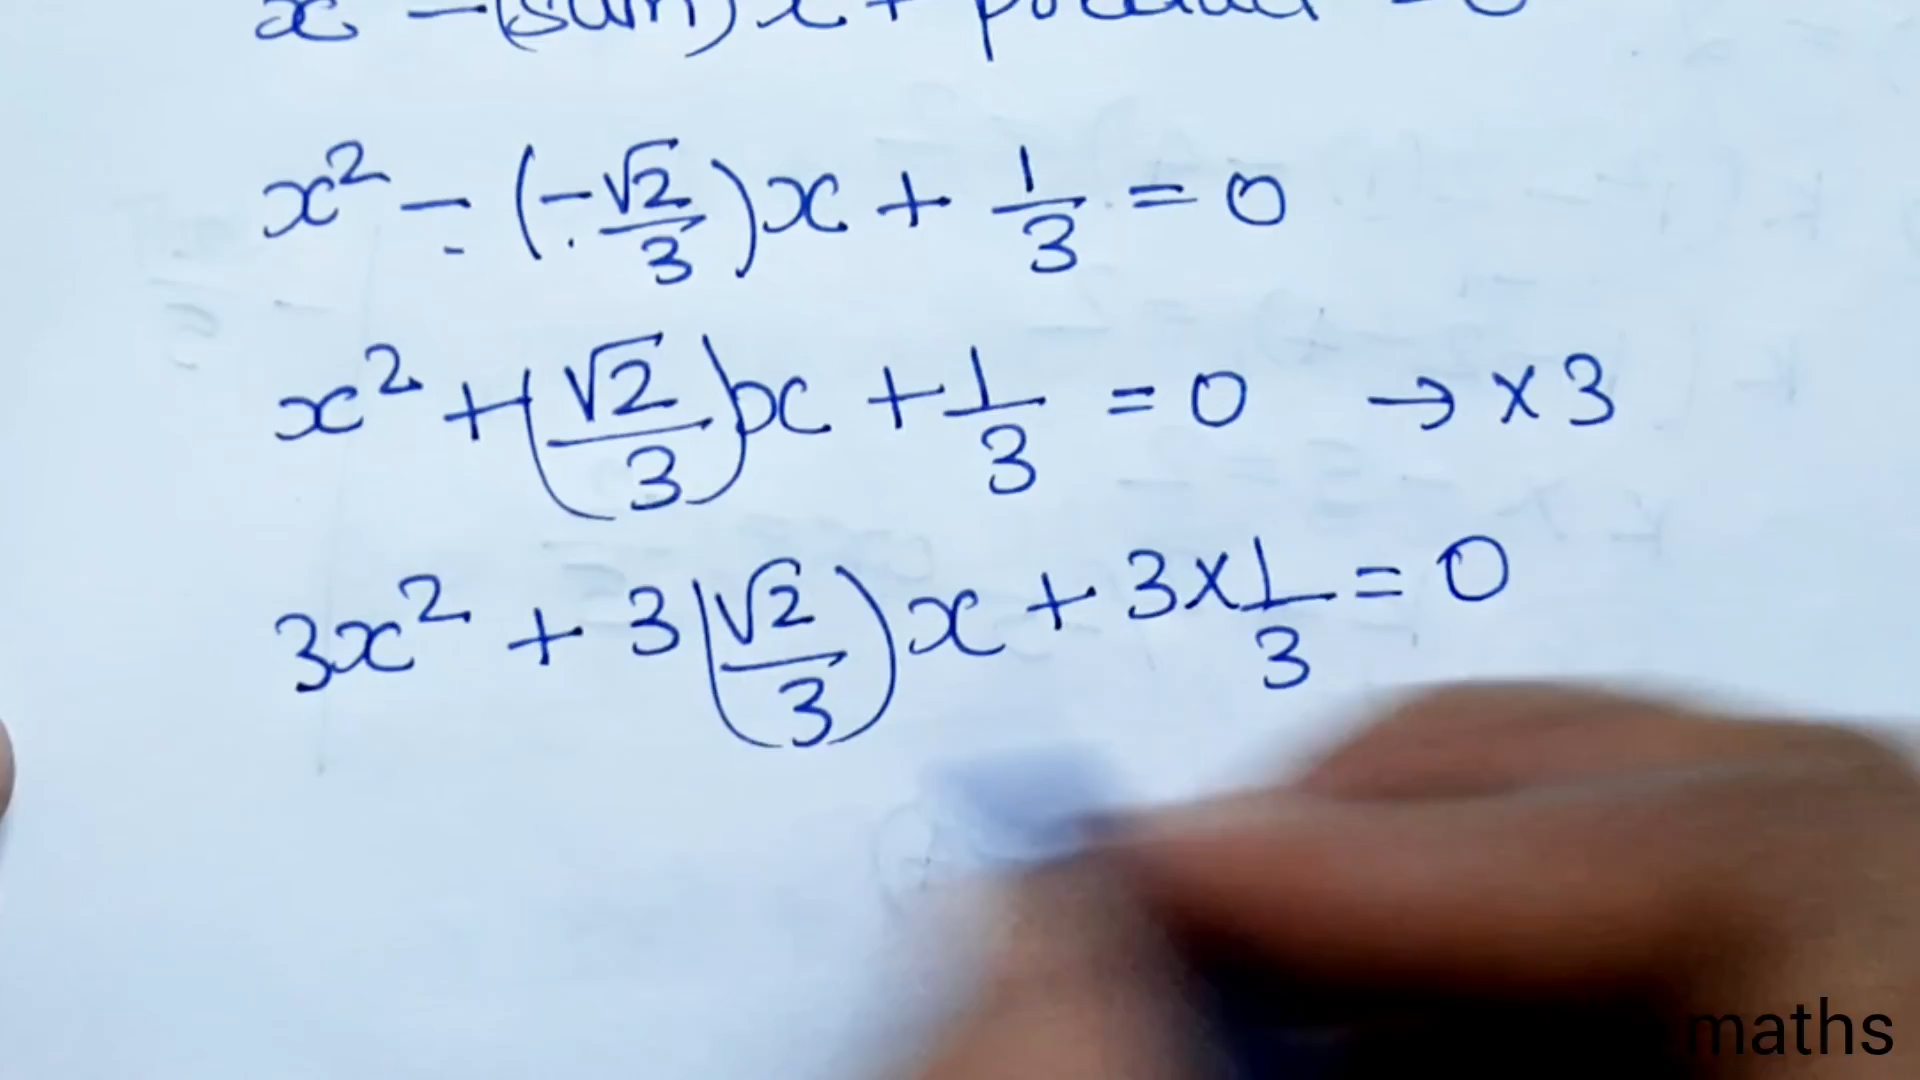 x - (sum) x +
x² - (-√2/3)x + 1/3 = 0
x² + (√2/3)x + 1/3 = 0 → × 3
3x² + 3(√2/3)x + 3×1/3 = 0
maths